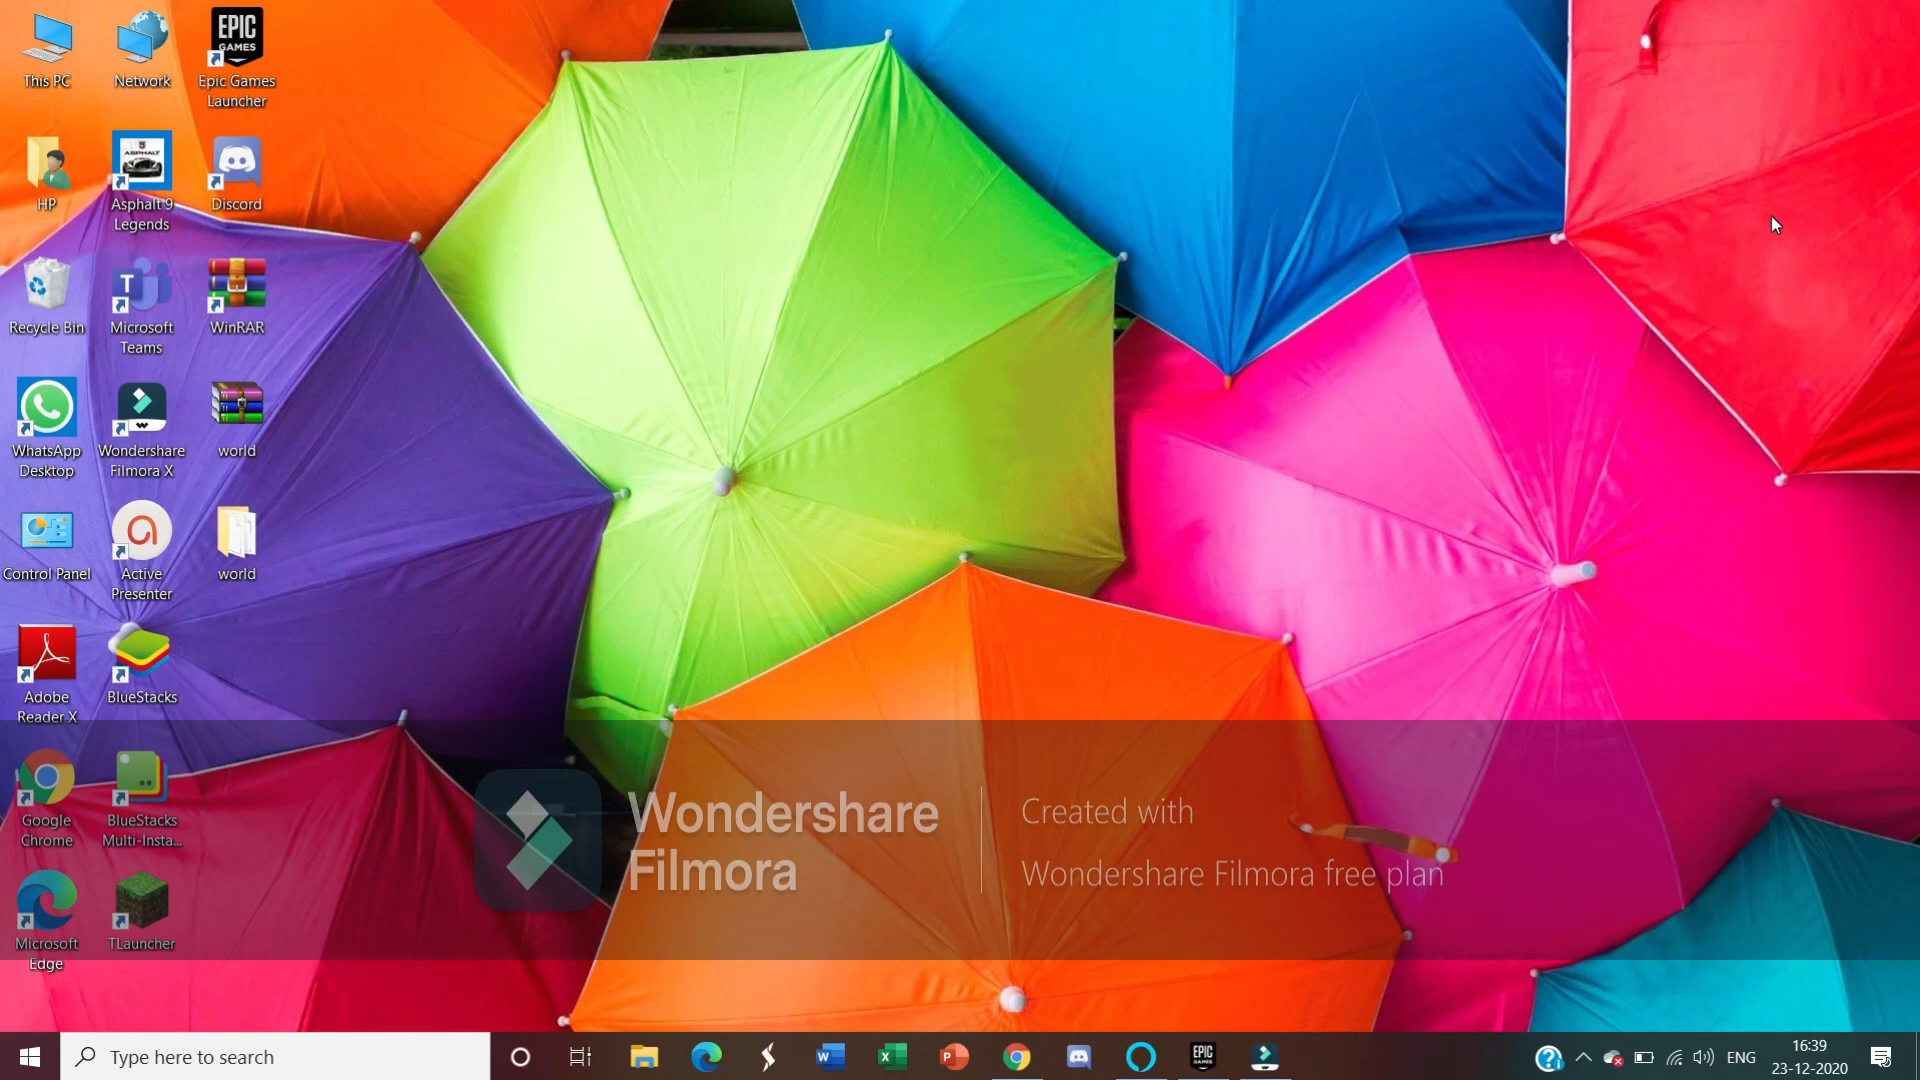 This PC
Network
EPIC
GAMES
Epic Games
Launcher
HP
ASPHALT
Asphalt 9
Legends
Discord
Recycle Bin
T
Microsoft
Teams
WinRAR
WhatsApp
Desktop
Wondershare
Filmora X
world
Control Panel
Active
Presenter
world
Adobe
Reader X
BlueStacks
Google
Chrome
BlueStacks
Multi-Insta...
Microsoft
Edge
TLauncher
Wondershare
Filmora
Created with
Wondershare Filmora free plan
Type here to search
W
X
P
EPIC
GAMES
ENG
16:39
23-12-2020